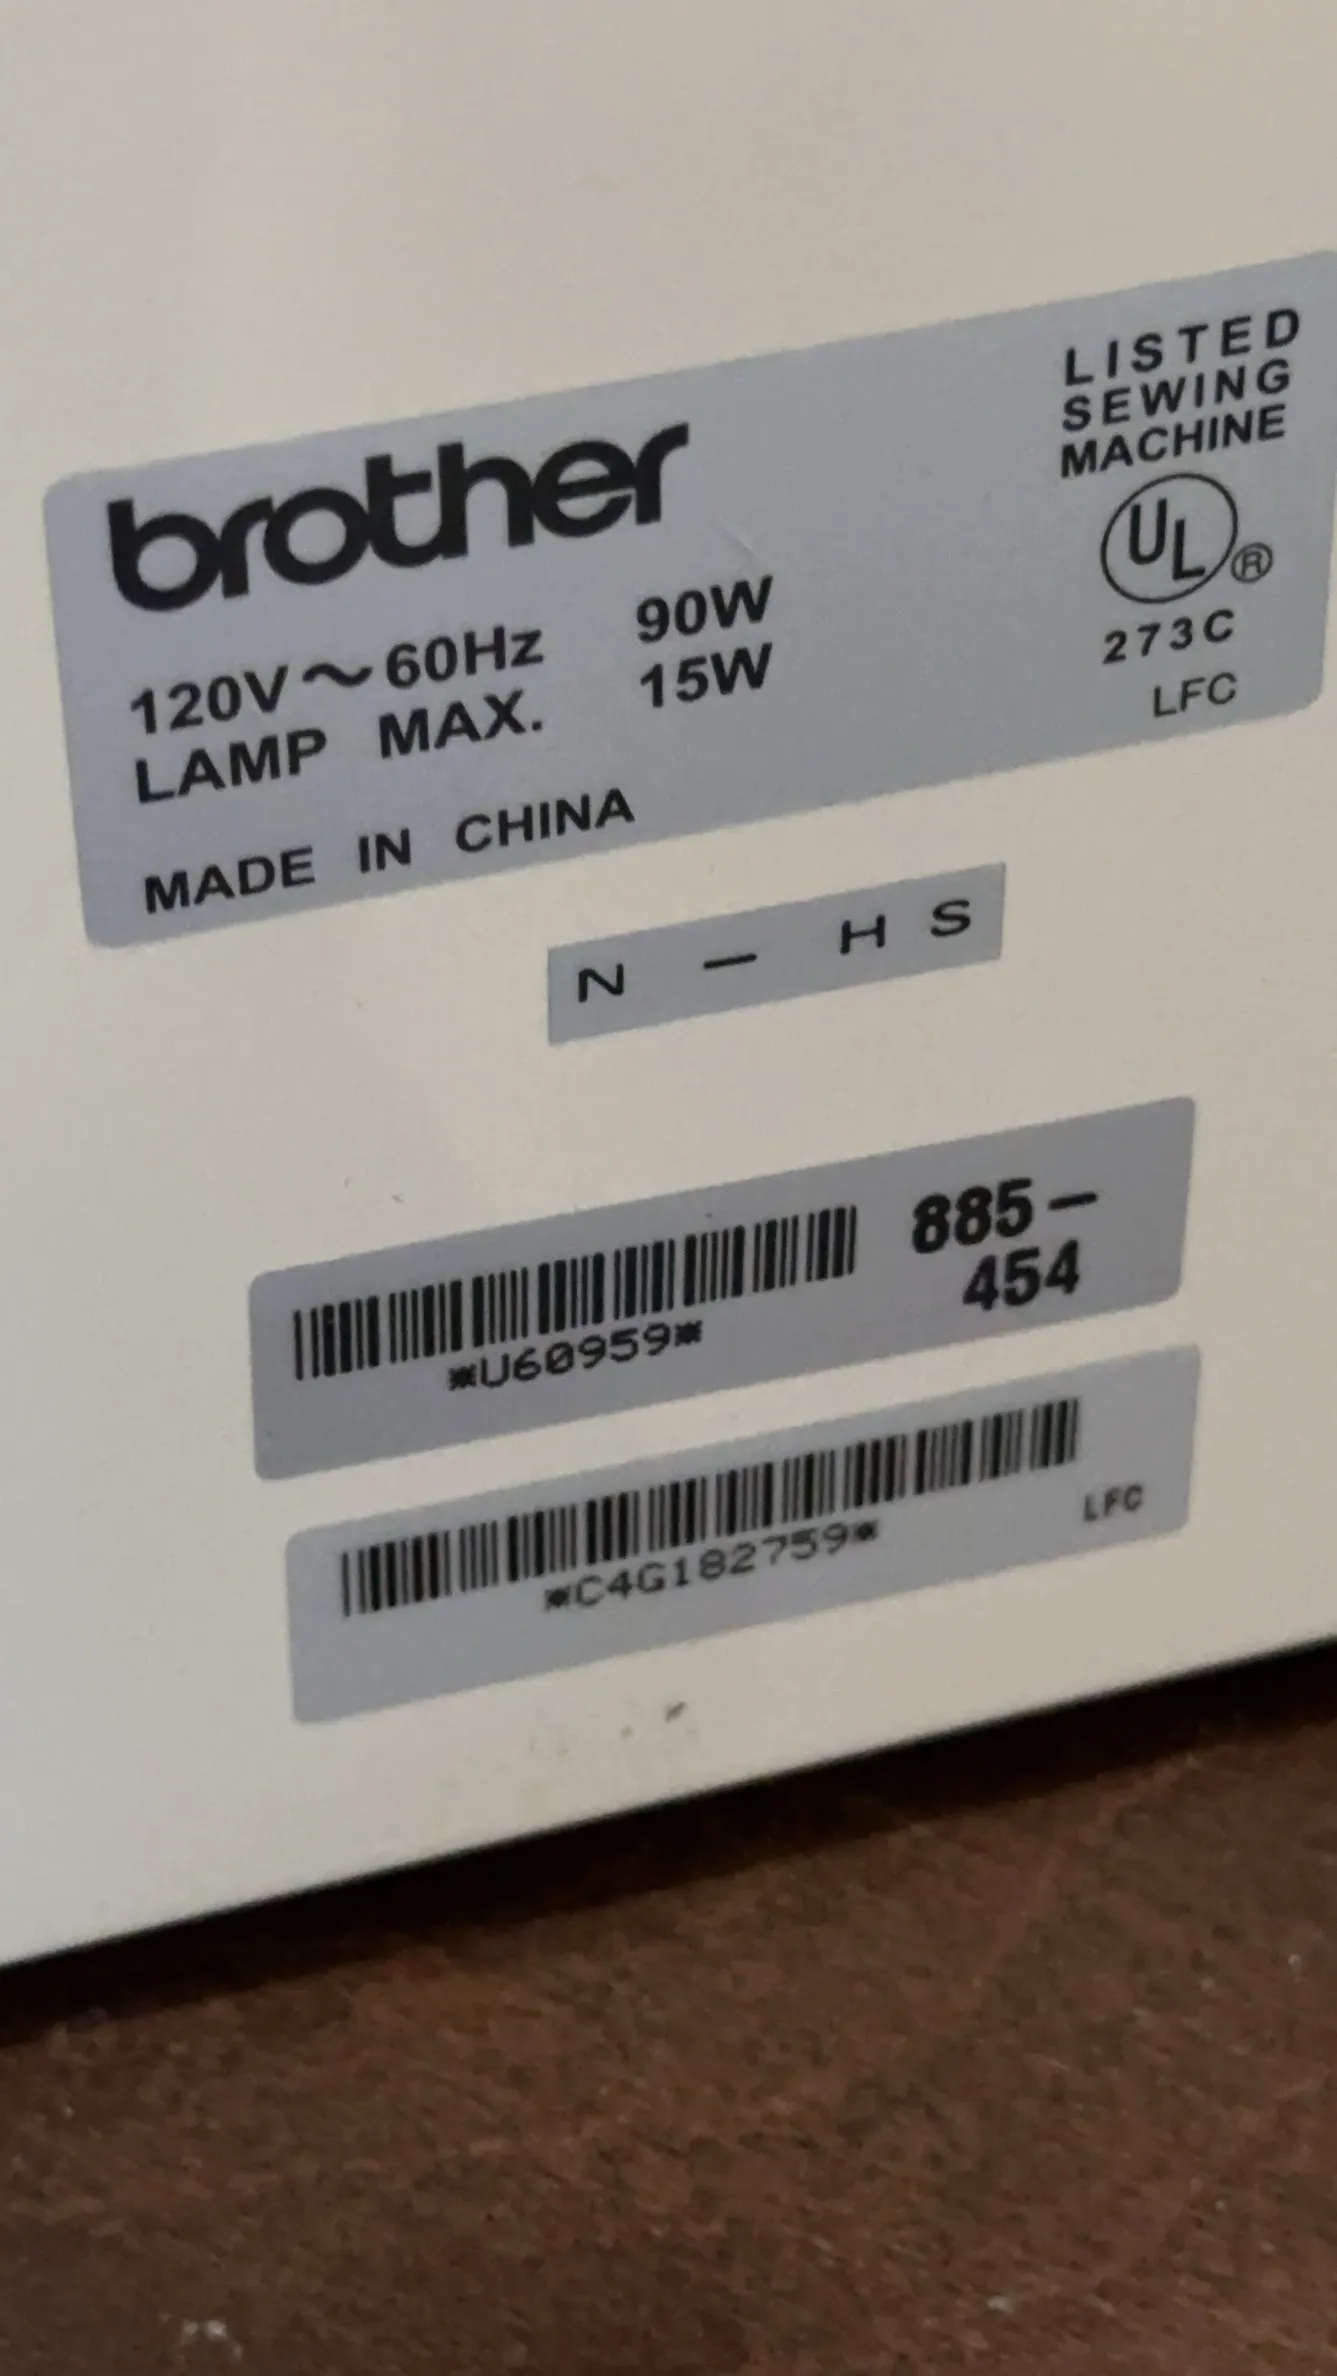 brother
120V～60Hz 90W
LAMP MAX. 15W
MADE IN CHINA
LISTED
SEWING
MACHINE
UL®
273C
LFC
N – HS
885–
454
*U60959*
*C4G182759*
LFC